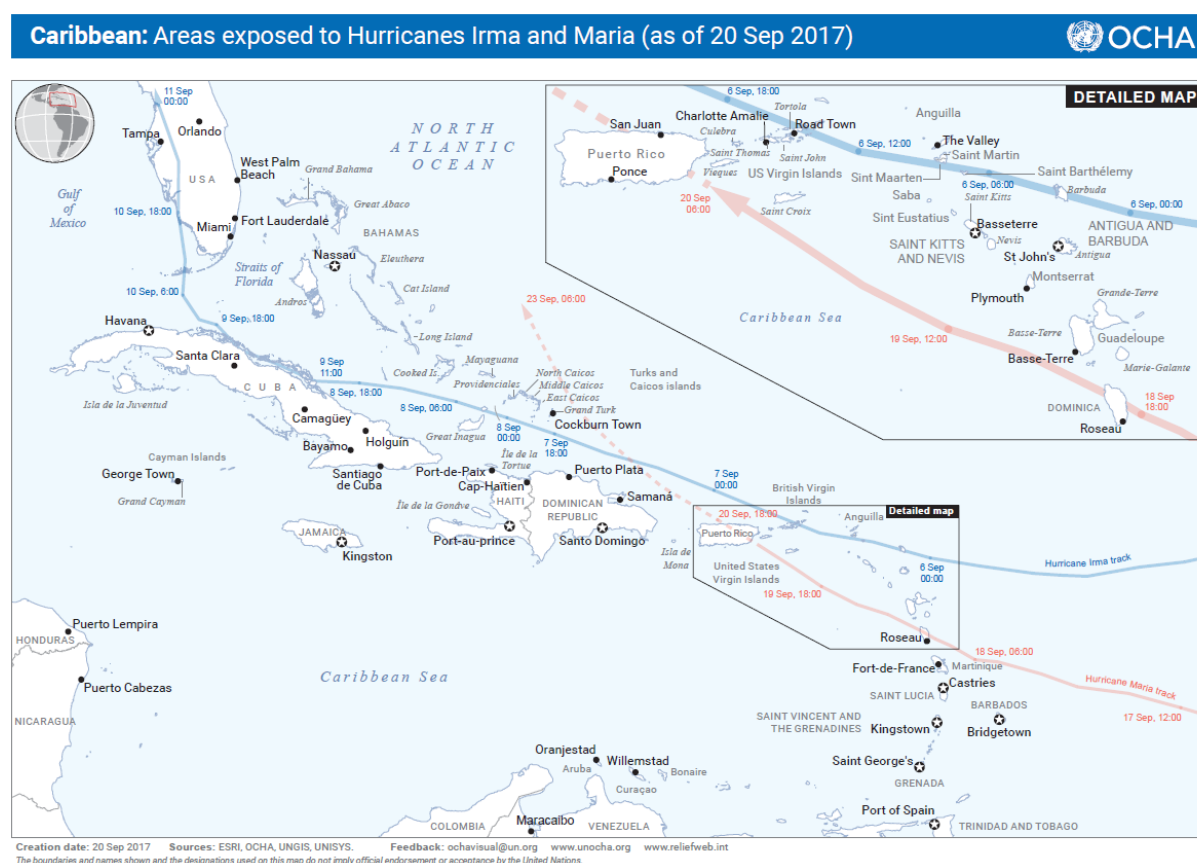 Caribbean: Areas exposed to Hurricanes Irma and Maria (as of 20 Sep 2017)
OCHA
11 Sep
00:00
Tampa
Orlando
USA
West Palm
Beach
Grand Bahama
NORTH
ATLANTIC
OCEAN
Gulf
of
Mexico
10 Sep, 18:00
Great Abaco
Fort Lauderdale
Miami
BAHAMAS
Nassau
Eleuthera
Straits of
Florida
10 Sep, 6:00
Andros
Cat Island
23 Sep, 06:00
Havana
9 Sep, 18:00
Long Island
Santa Clara
9 Sep
11:00
Mayaguana
Cooked Is.
Providenciales
North Caicos
Middle Caicos
East Caicos
Turks and
Caicos islands
CUBA
Isla de la Juventud
8 Sep, 18:00
8 Sep, 06:00
Grand Turk
Cockburn Town
Camagüey
Holguín
Bayamo
Great Inagua
8 Sep
00:00
7 Sep
18:00
Cayman Islands
George Town
Grand Cayman
Santiago
de Cuba
Île de la
Tortue
Port-de-Paix
Cap-Haïtien
Puerto Plata
7 Sep
00:00
British Virgin
Islands
HAITI
DOMINICAN
REPUBLIC
Samaná
Île de la Gonâve
JAMAICA
Kingston
Port-au-prince
Santo Domingo
20 Sep, 18:00
Detailed map
Anguilla
Puerto Rico
Isla de
Mona
United States
Virgin Islands
19 Sep, 18:00
6 Sep
00:00
Hurricane Irma track
Roseau
18 Sep, 06:00
Puerto Lempira
HONDURAS
Fort-de-France
Martinique
Castries
SAINT LUCIA
Hurricane Maria track
17 Sep, 12:00
Puerto Cabezas
Caribbean Sea
NICARAGUA
SAINT VINCENT AND
THE GRENADINES
Kingstown
BARBADOS
Bridgetown
Oranjestad
Aruba
Willemstad
Curaçao
Bonaire
Saint George's
GRENADA
Port of Spain
TRINIDAD AND TOBAGO
COLOMBIA
Maracaibo
VENEZUELA
DETAILED MAP
6 Sep, 18:00
Charlotte Amalie
Tortola
Road Town
Anguilla
San Juan
Culebra
Puerto Rico
Saint Thomas
Saint John
6 Sep, 12:00
The Valley
Saint Martin
Ponce
Vieques
US Virgin Islands
Sint Maarten
Saint Barthélemy
Saba
6 Sep, 06:00
Barbuda
20 Sep
06:00
Saint Croix
Saint Kitts
Sint Eustatius
Basseterre
6 Sep, 00:00
SAINT KITTS
AND NEVIS
Nevis
ANTIGUA AND
BARBUDA
St John's
Antigua
Montserrat
Plymouth
Grande-Terre
Caribbean Sea
19 Sep, 12:00
Basse-Terre
Basse-Terre
Guadeloupe
Marie-Galante
18 Sep
18:00
DOMINICA
Roseau
Creation date: 20 Sep 2017 Sources: ESRI, OCHA, UNGIS, UNISYS. Feedback: ochavisual@un.org www.unocha.org www.reliefweb.int
The boundaries and names shown and the designations used on this map do not imply official endorsement or acceptance by the United Nations.